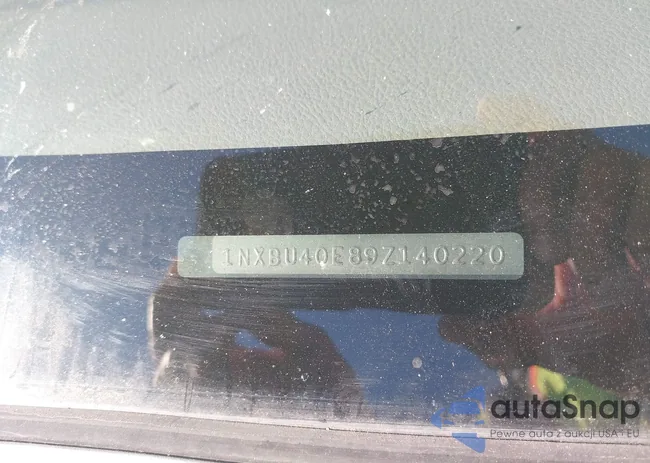 1NXBU40E89Z140220
autaSnap
Pewne auta z aukcji USA i EU